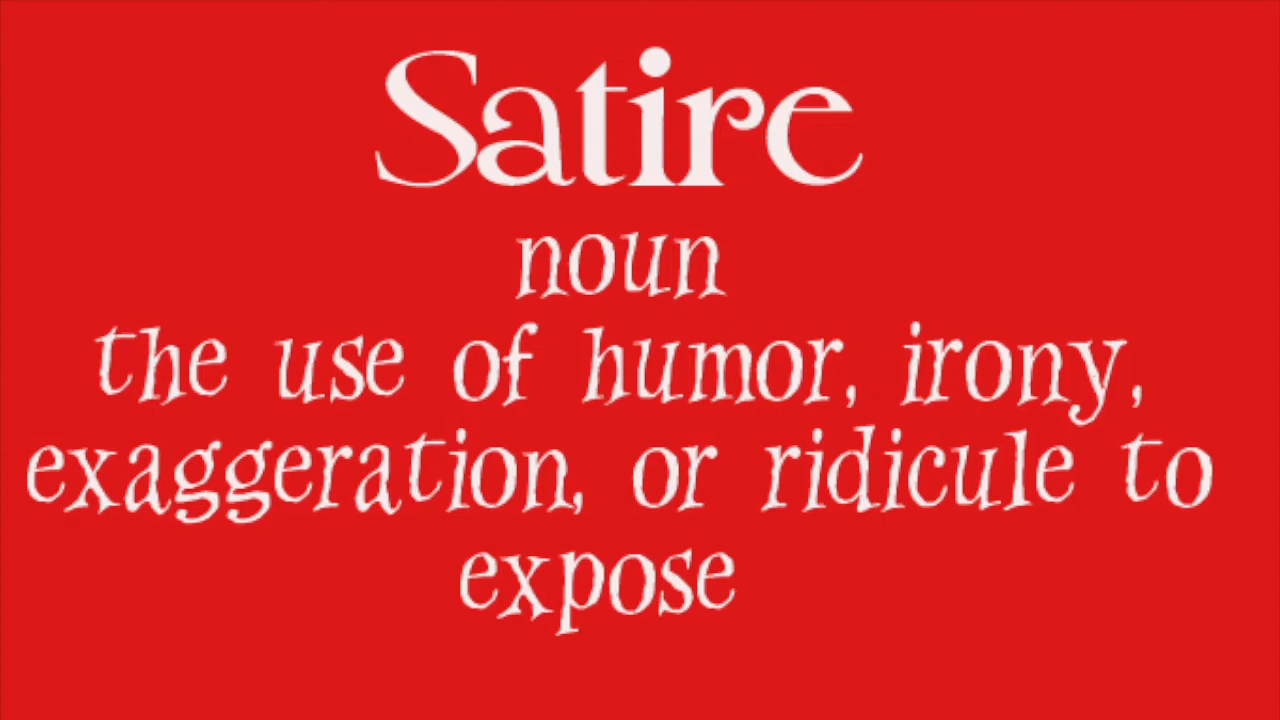 Satire
noun
the use of humor, irony,
exaggeration, or ridicule to
expose